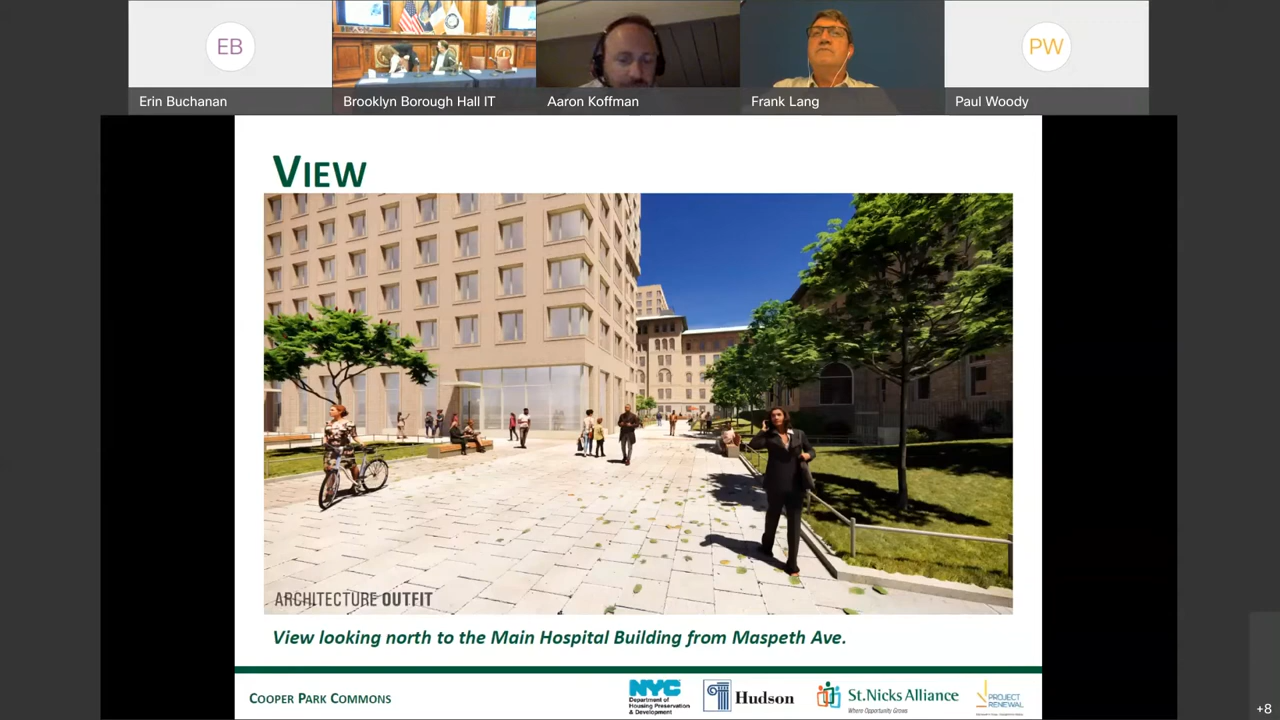 EB
PW
Erin Buchanan
Brooklyn Borough Hall IT
Aaron Koffman
Frank Lang
Paul Woody
VIEW
ARCHITECTURE OUTFIT
View looking north to the Main Hospital Building from Maspeth Ave.
COOPER PARK COMMONS
NYC
Department of
Housing Preservation
& Development
Hudson
St.Nicks Alliance
Where Opportunity Grows
PROJECT
RENEWAL
+8